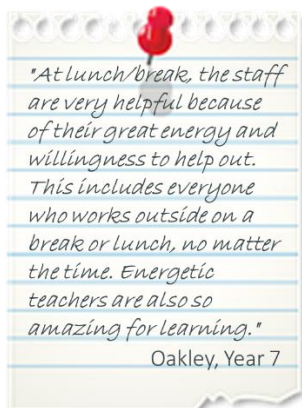 "At lunch/break, the staff
are very helpful because
of their great energy and
willingness to help out.
This includes everyone
who works outside on a
break or lunch, no matter
the time. Energetic
teachers are also so
amazing for learning."
Oakley, Year 7